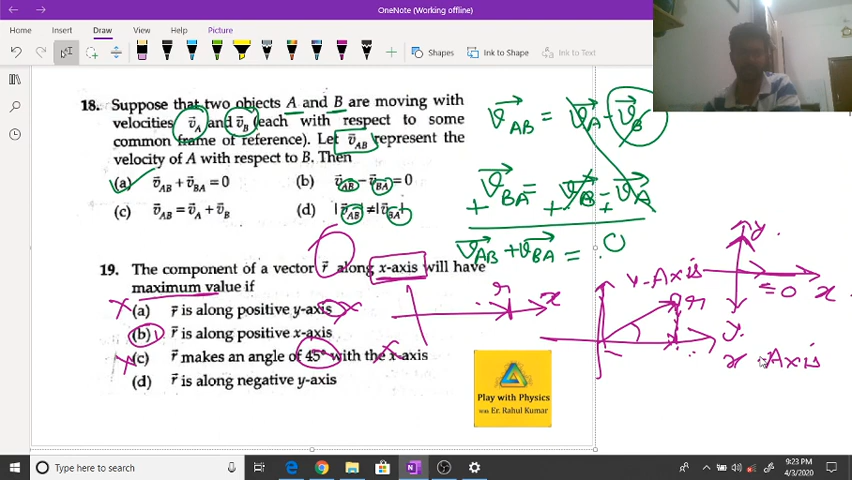 OneNote (Working offline)
Home Insert Draw History Review View Help Picture
Shapes Ink to Shape Ink to Text
18. Suppose that two objects A and B are moving with
velocities v⃗A and v⃗B (each with respect to some
common frame of reference). Let v⃗AB represent the
velocity of A with respect to B. Then
(a) v⃗AB + v⃗BA = 0 (b) v⃗AB − v⃗BA = 0
(c) v⃗AB = v⃗A + v⃗B (d) |v⃗AB| ≠ |v⃗BA|
19. The component of a vector r⃗ along x-axis will have
maximum value if
(a) r⃗ is along positive y-axis
(b) r⃗ is along positive x-axis
(c) r⃗ makes an angle of 45° with the x-axis
(d) r⃗ is along negative y-axis
v⃗AB = v⃗A − v⃗B
v⃗BA = v⃗B − v⃗A
+ + +
v⃗AB + v⃗BA = 0
r x
y-Axis
r
x-Axis
y
= 0 x
y
Play with Physics
With Er. Rahul Kumar
Type here to search
9:23 PM
4/3/2020